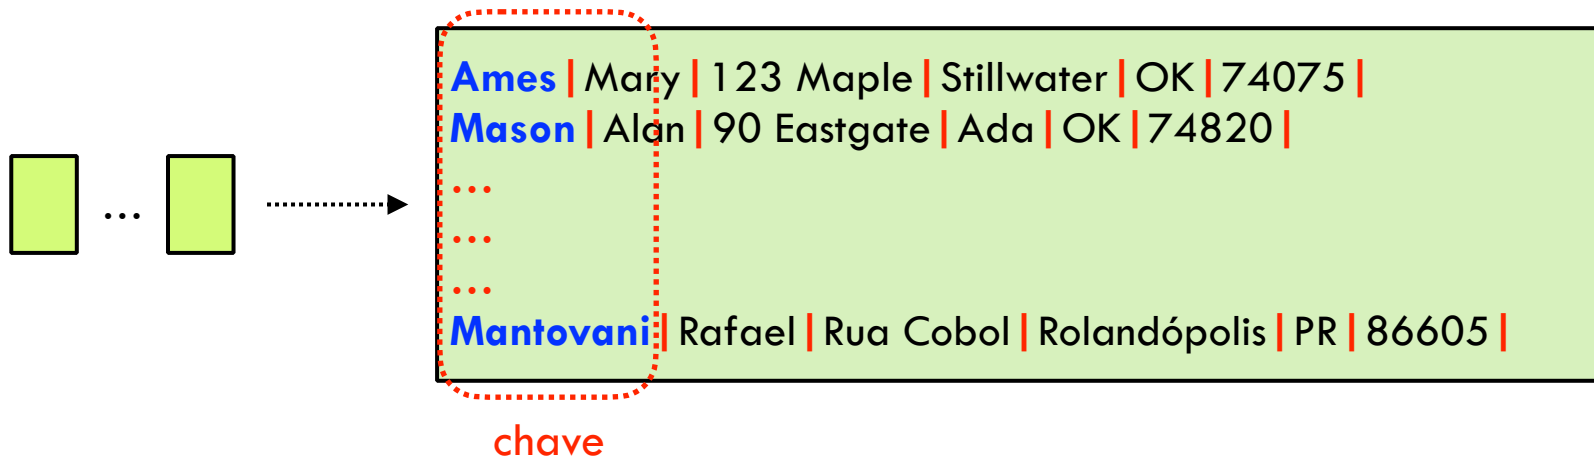 Ames|Mary|123 Maple|Stillwater|OK|74075|
Mason|Alan|90 Eastgate|Ada|OK|74820|
...
...
...
...
Mantovani|Rafael|Rua Cobol|Rolandópolis|PR|86605|
chave